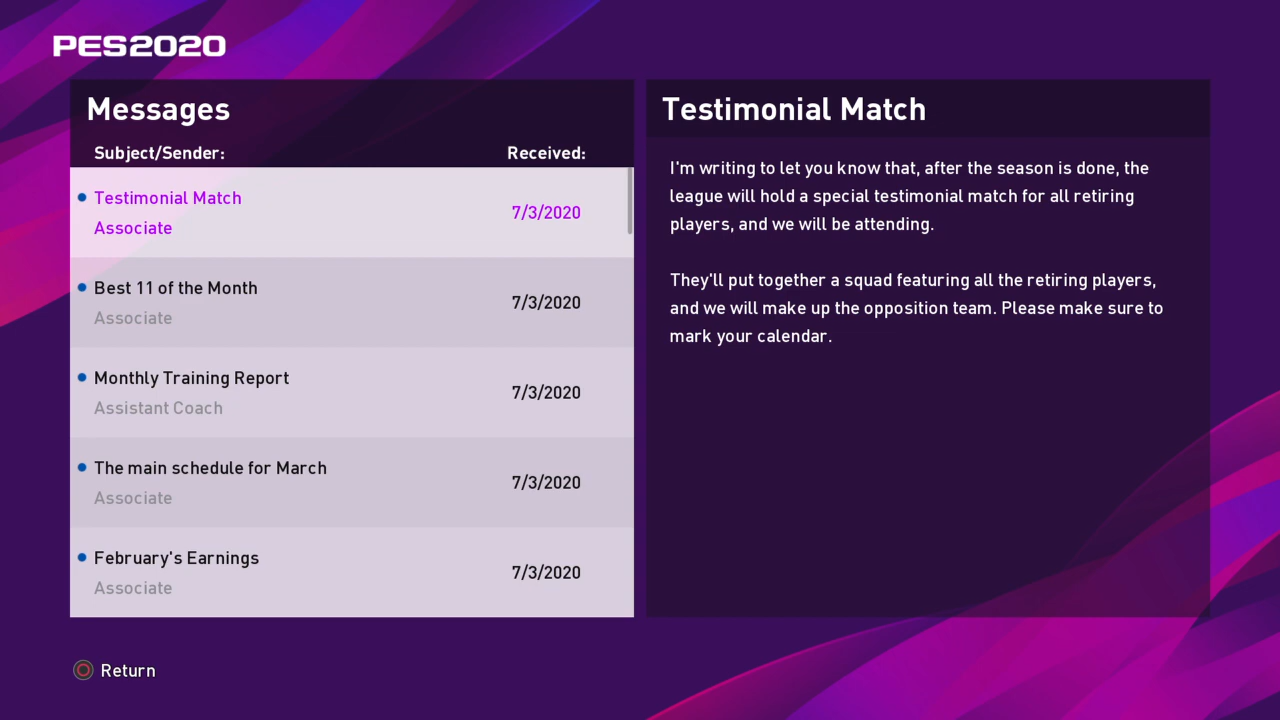 PES2020
Messages
Subject/Sender:
Received:
Testimonial Match
Associate
7/3/2020
Best 11 of the Month
Associate
7/3/2020
Monthly Training Report
Assistant Coach
7/3/2020
The main schedule for March
Associate
7/3/2020
February's Earnings
Associate
7/3/2020
Testimonial Match
I'm writing to let you know that, after the season is done, the
league will hold a special testimonial match for all retiring
players, and we will be attending.
They'll put together a squad featuring all the retiring players,
and we will make up the opposition team. Please make sure to
mark your calendar.
Return